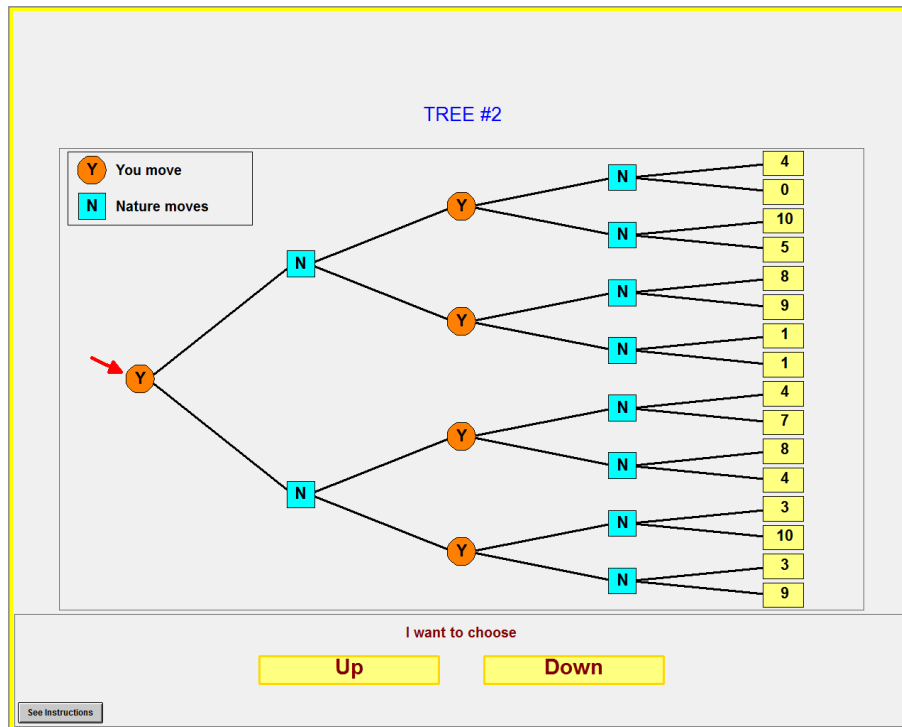 TREE #2
Y You move
N Nature moves
N
4
Y
0
N
10
5
N
N
8
9
Y
N
1
1
Y
N
4
7
Y
N
8
4
N
N
3
10
Y
N
3
9
I want to choose
Up Down
See Instructions